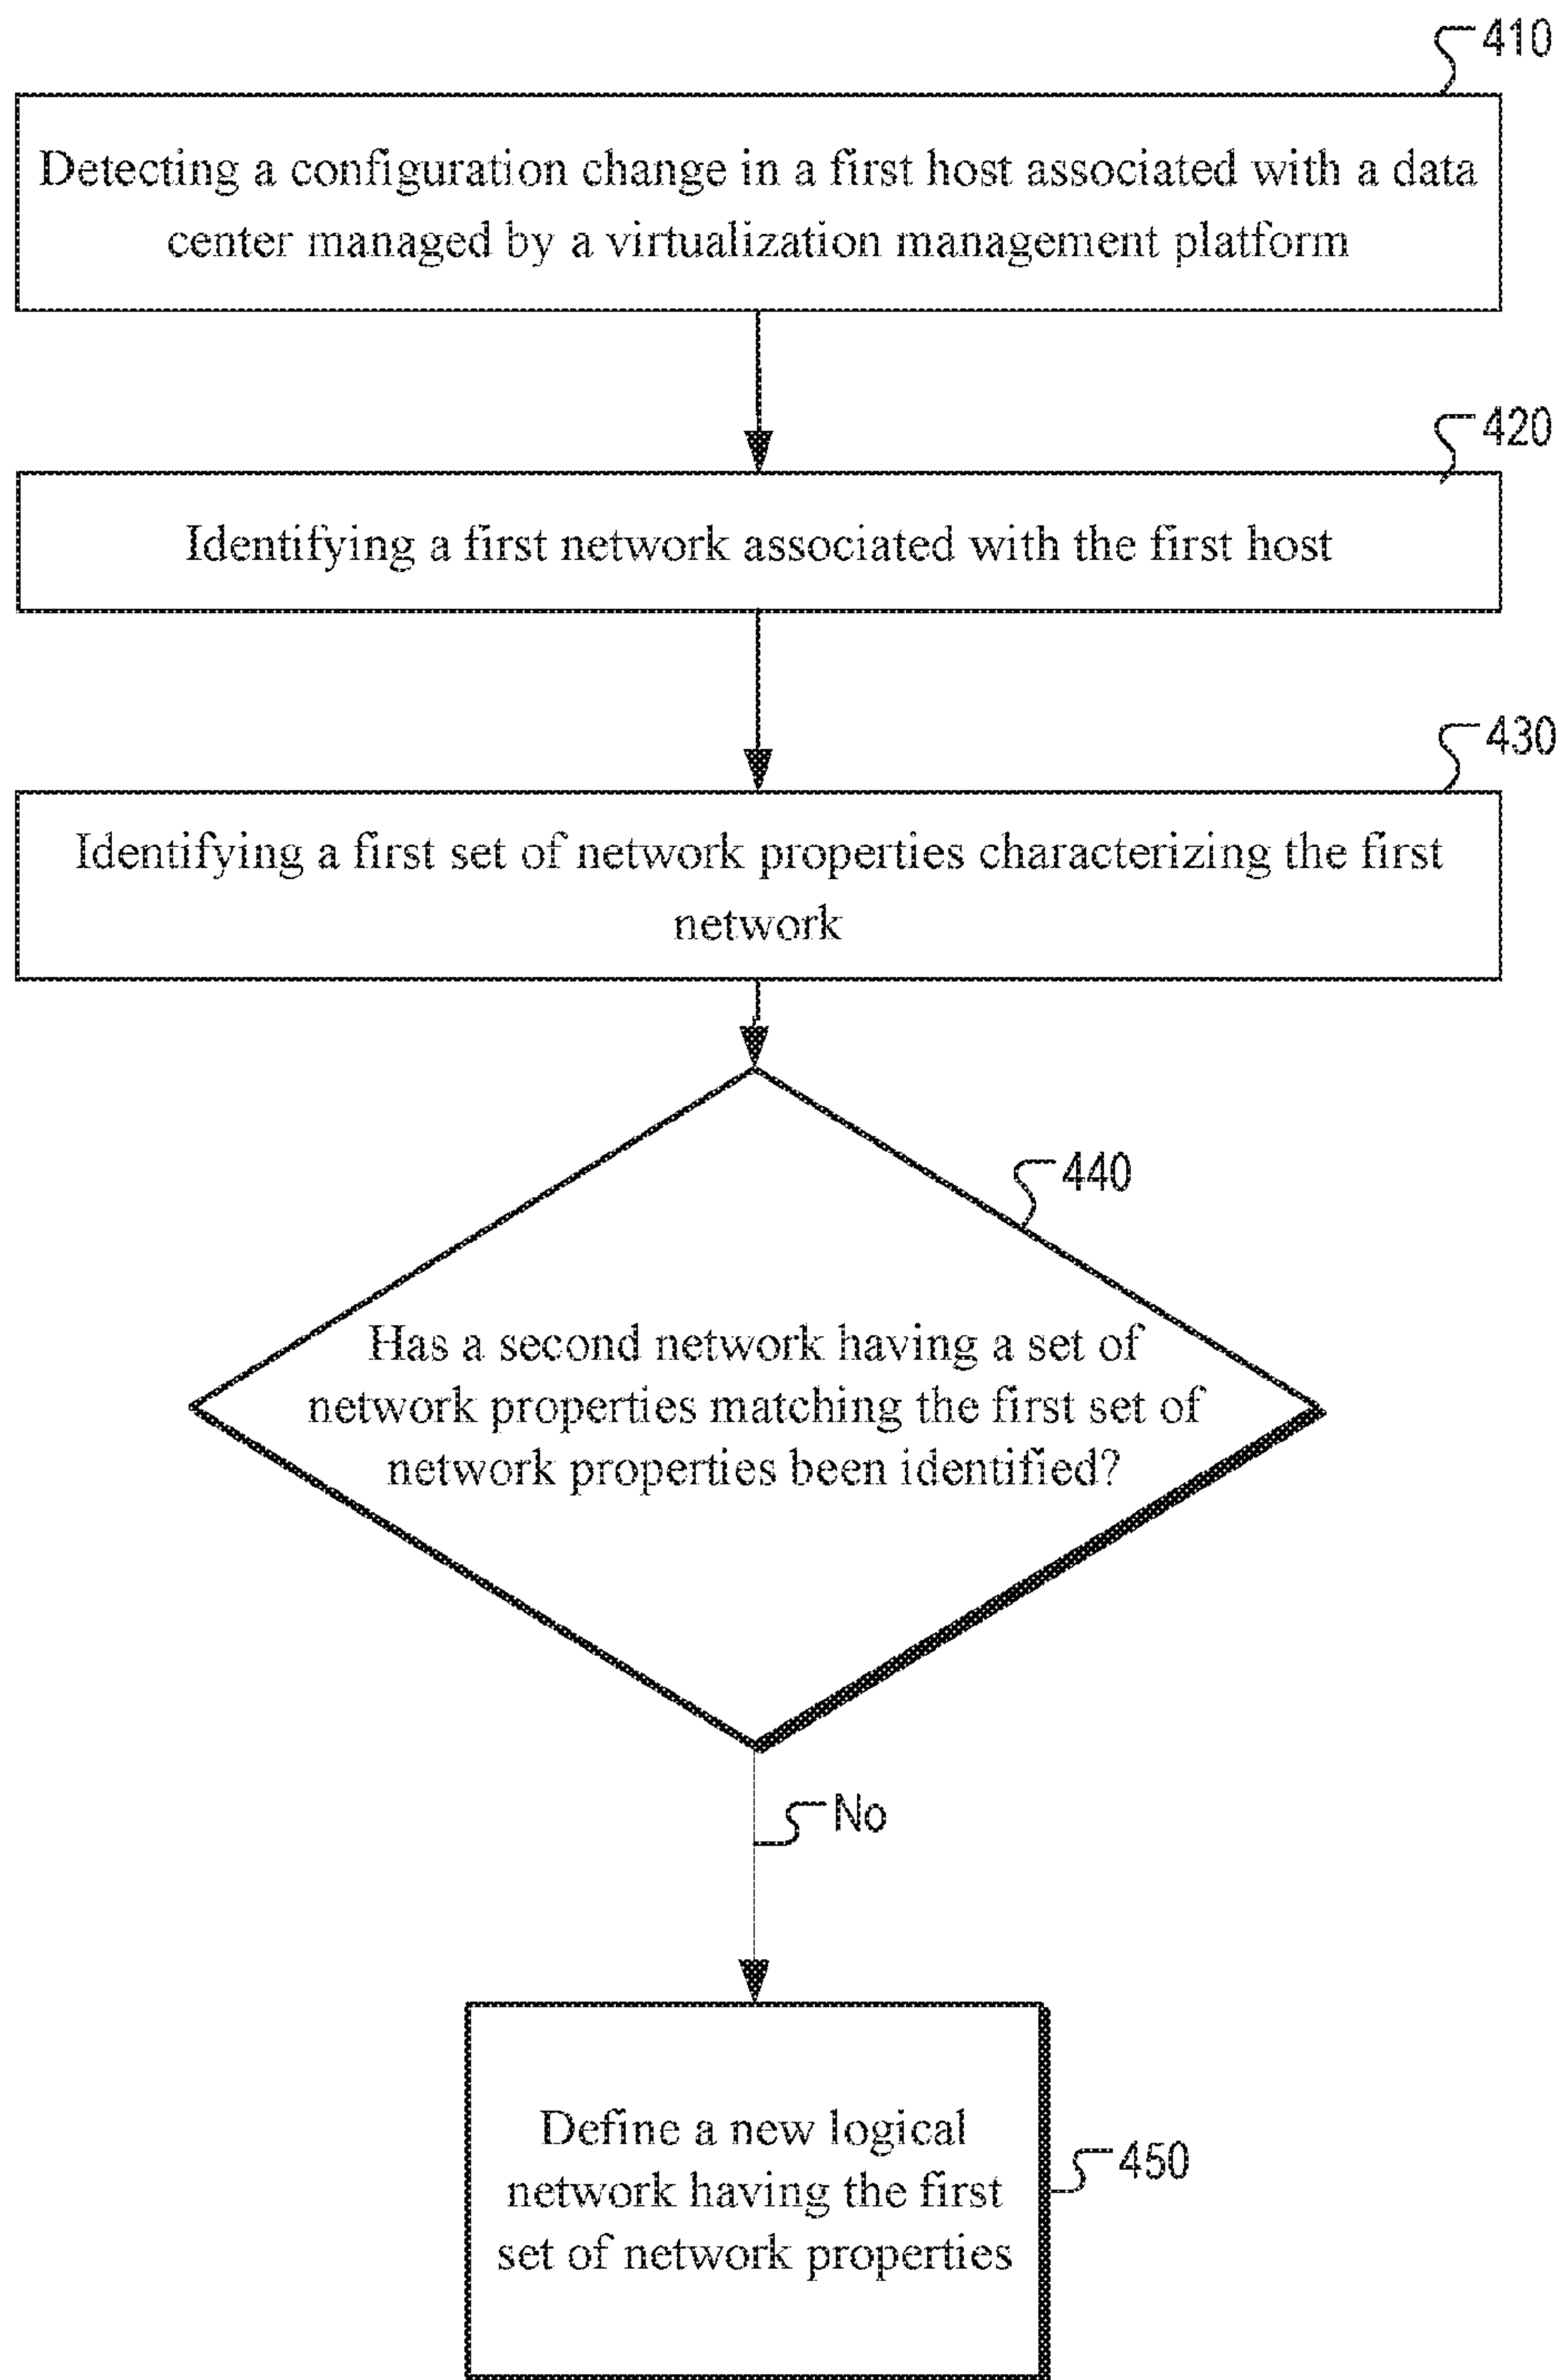 410
Detecting a configuration change in a first host associated with a data
center managed by a virtualization management platform
420
Identifying a first network associated with the first host
430
Identifying a first set of network properties characterizing the first
network
440
Has a second network having a set of
network properties matching the first set of
network properties been identified?
No
Define a new logical
network having the first
set of network properties
450